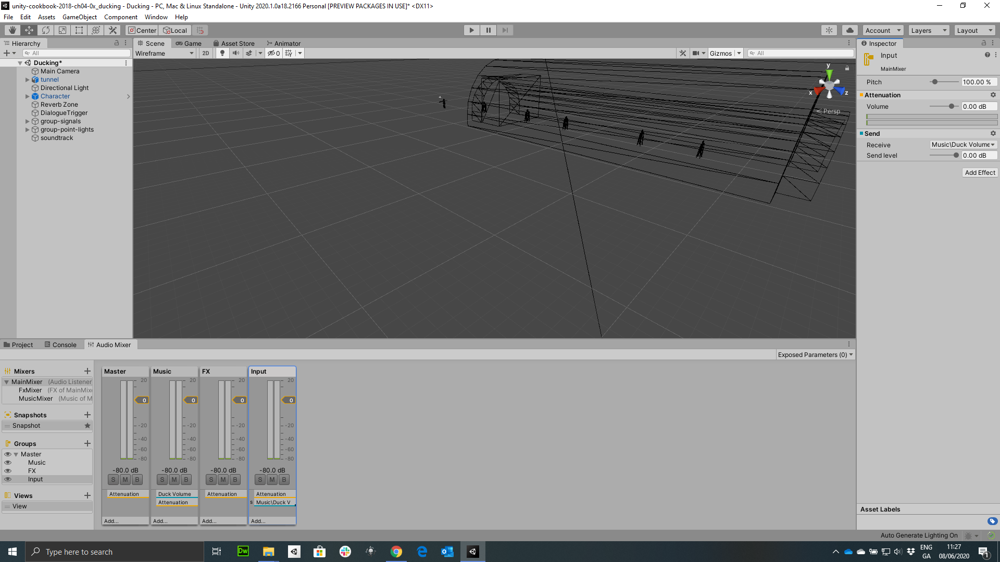 unity-cookbook-2018-ch04-0x_ducking - Ducking - PC, Mac & Linux Standalone - Unity 2020.1.0a18.2166 Personal [PREVIEW PACKAGES IN USE]* <DX11>
File Edit Assets GameObject Component Window Help
Center Local Account Layers Layout
Hierarchy
All
Ducking*
Main Camera
tunnel
Directional Light
Character
Reverb Zone
DialogueTrigger
group-signals
group-point-lights
soundtrack
Scene Game Asset Store Animator
Wireframe 2D 0 Gizmos All
y
x z
Persp
Inspector
Input
MainMixer
Pitch 100.00 %
Attenuation
Volume 0.00 dB
Send
Receive Music\Duck Volume
Send level 0.00 dB
Add Effect
Asset Labels
Project Console Audio Mixer
Exposed Parameters (0)
Mixers
MainMixer (Audio Listener
FxMixer (FX of MainMix
MusicMixer (Music of M
Snapshots
Snapshot
Groups
Master
Music
FX
Input
Views
View
Master Music FX Input
20 20 20 20
0 0 0 0
-20 -20 -20 -20
-40 -40 -40 -40
-60 -60 -60 -60
-80 -80 -80 -80
-80.0 dB -80.0 dB -80.0 dB -80.0 dB
S M B S M B S M B S M B
Attenuation Duck Volume Attenuation Attenuation
Attenuation s Music\Duck V
Add... Add... Add... Add...
Auto Generate Lighting On
Type here to search
Dw
ENG
GA
11:27
08/06/2020
1